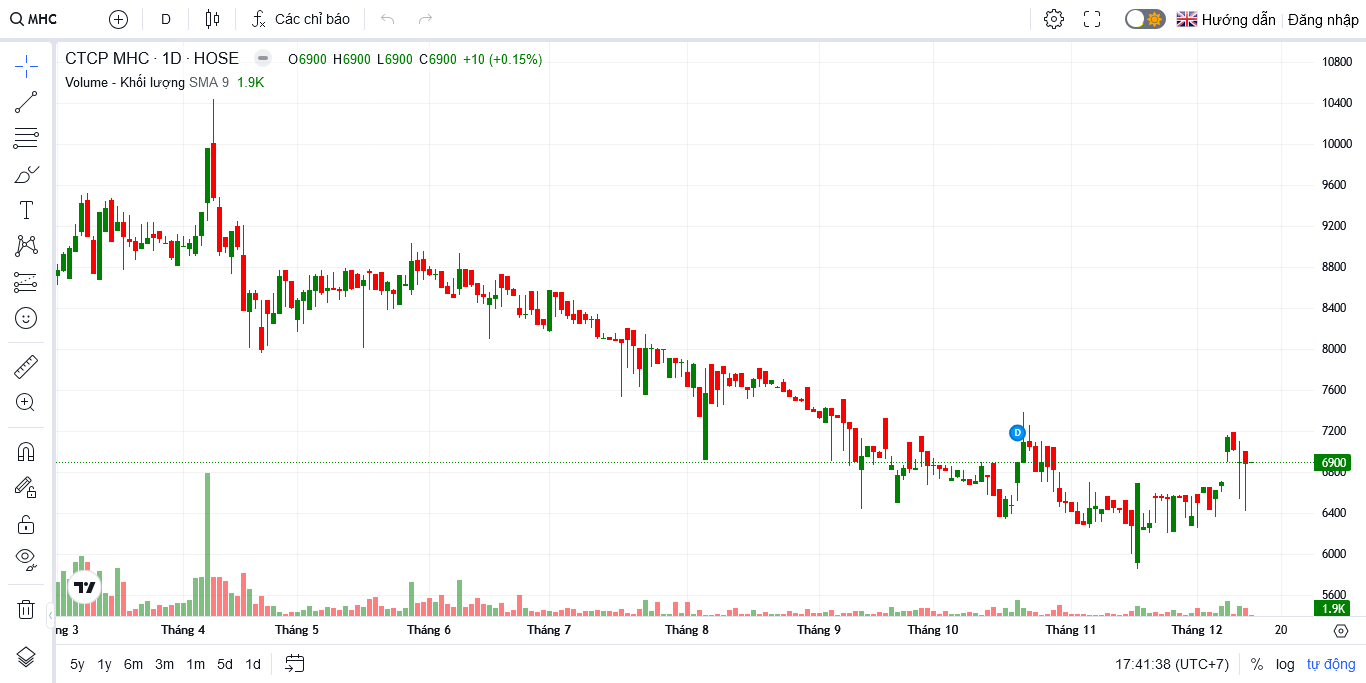 MHC D Các chỉ báo Hướng dẫn Đăng nhập
CTCP MHC · 1D · HOSE O6900 H6900 L6900 C6900 +10 (+0.15%)
Volume - Khối lượng SMA 9 1.9K
10800
10400
10000
9600
9200
8800
8400
8000
7600
7200
D
6900
6800
6400
6000
5600
1.9K
ng 3 Tháng 4 Tháng 5 Tháng 6 Tháng 7 Tháng 8 Tháng 9 Tháng 10 Tháng 11 Tháng 12 20
5y 1y 6m 3m 1m 5d 1d 17:41:38 (UTC+7) % log tự động